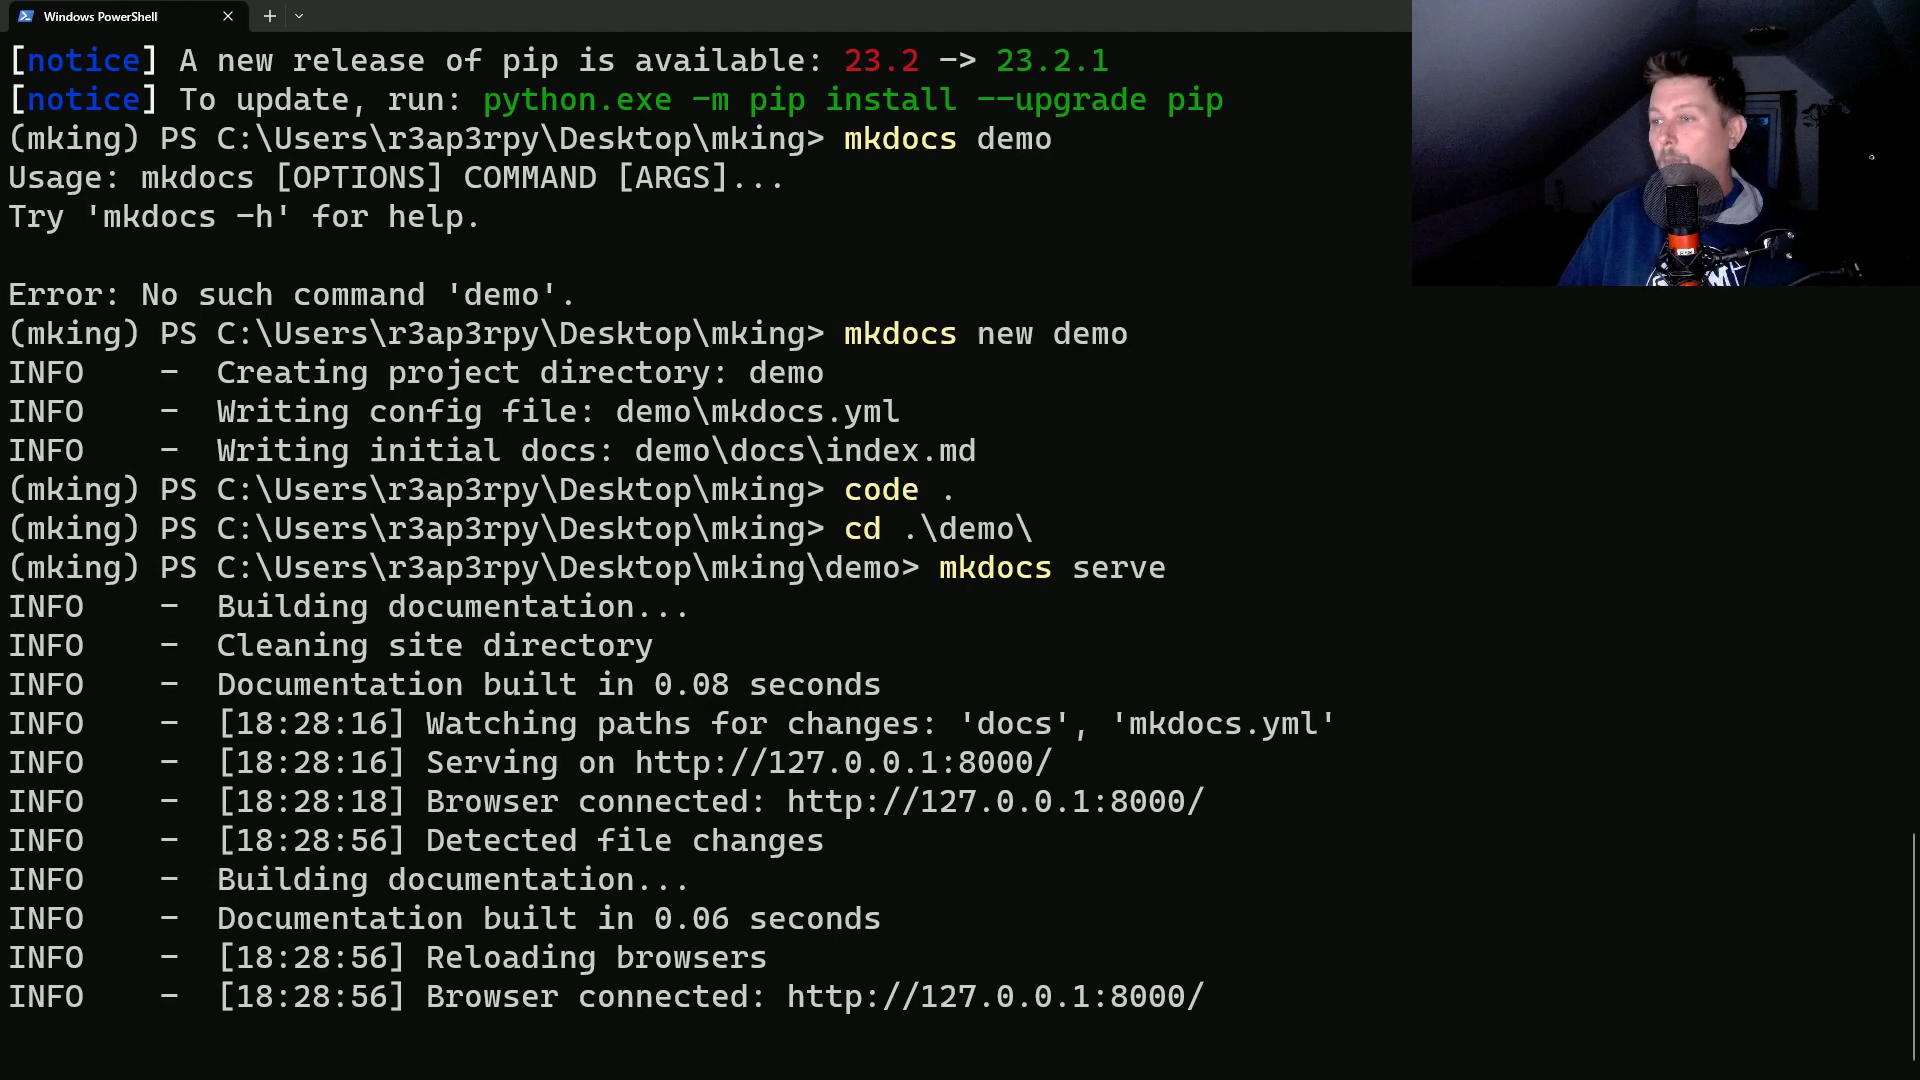 Windows PowerShell
[notice] A new release of pip is available: 23.2 -> 23.2.1
[notice] To update, run: python.exe -m pip install --upgrade pip
(mking) PS C:\Users\r3ap3rpy\Desktop\mking> mkdocs demo
Usage: mkdocs [OPTIONS] COMMAND [ARGS]...
Try 'mkdocs -h' for help.
Error: No such command 'demo'.
(mking) PS C:\Users\r3ap3rpy\Desktop\mking> mkdocs new demo
INFO    -  Creating project directory: demo
INFO    -  Writing config file: demo\mkdocs.yml
INFO    -  Writing initial docs: demo\docs\index.md
(mking) PS C:\Users\r3ap3rpy\Desktop\mking> code .
(mking) PS C:\Users\r3ap3rpy\Desktop\mking> cd .\demo\
(mking) PS C:\Users\r3ap3rpy\Desktop\mking\demo> mkdocs serve
INFO    -  Building documentation...
INFO    -  Cleaning site directory
INFO    -  Documentation built in 0.08 seconds
INFO    -  [18:28:16] Watching paths for changes: 'docs', 'mkdocs.yml'
INFO    -  [18:28:16] Serving on http://127.0.0.1:8000/
INFO    -  [18:28:18] Browser connected: http://127.0.0.1:8000/
INFO    -  [18:28:56] Detected file changes
INFO    -  Building documentation...
INFO    -  Documentation built in 0.06 seconds
INFO    -  [18:28:56] Reloading browsers
INFO    -  [18:28:56] Browser connected: http://127.0.0.1:8000/